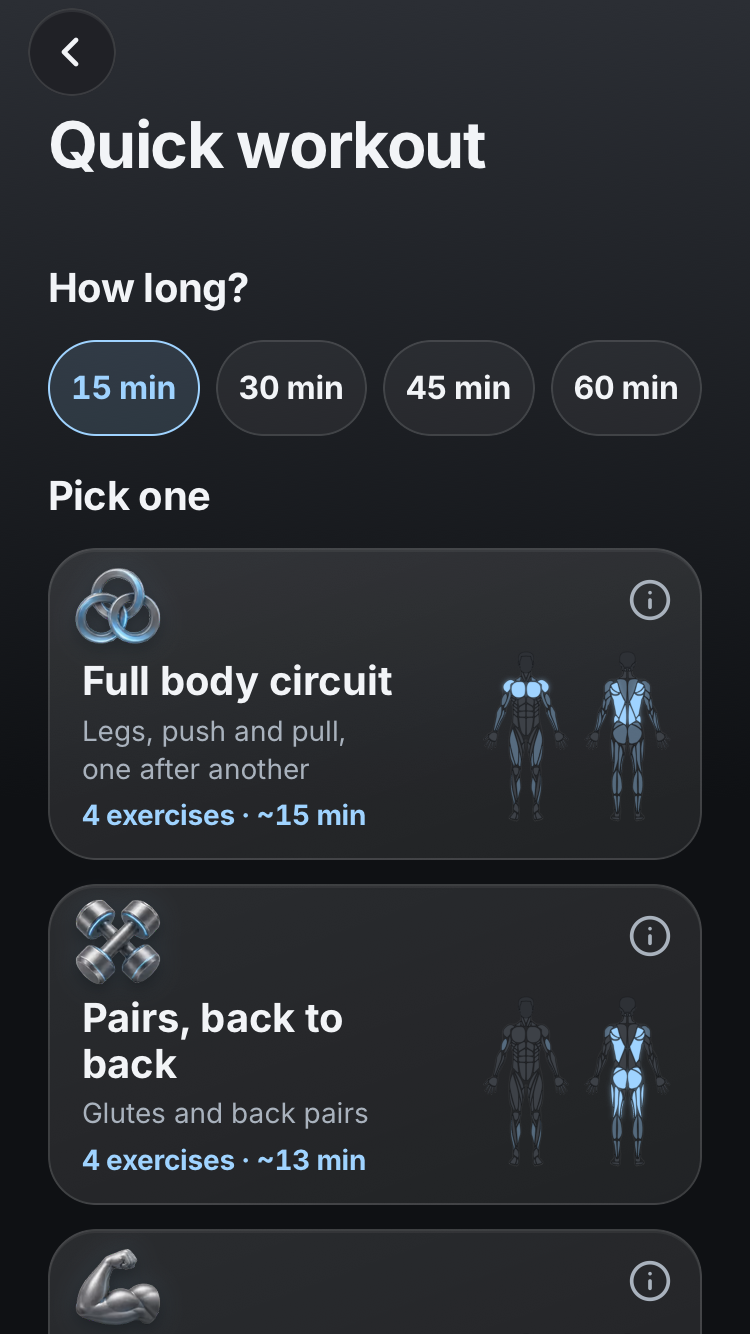 Quick workout
How long?
15 min
30 min
45 min
60 min
Pick one
Full body circuit
Legs, push and pull,
one after another
4 exercises · ~15 min
Pairs, back to
back
Glutes and back pairs
4 exercises · ~13 min